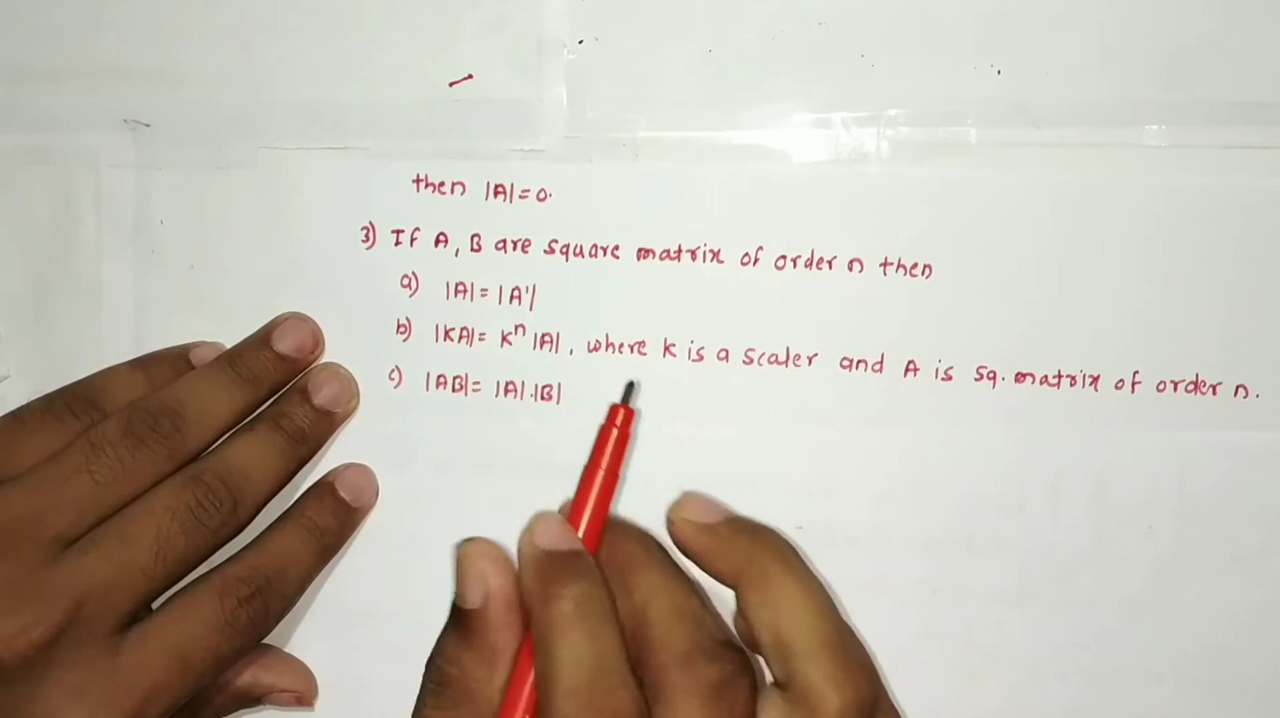 then |A|=0.
3) If A, B are square matrix of order n then
a) |A|=|A'|
b) |KA|= Kⁿ |A|, where k is a scaler and A is sq. matrix of order n.
c) |AB|= |A|.|B|